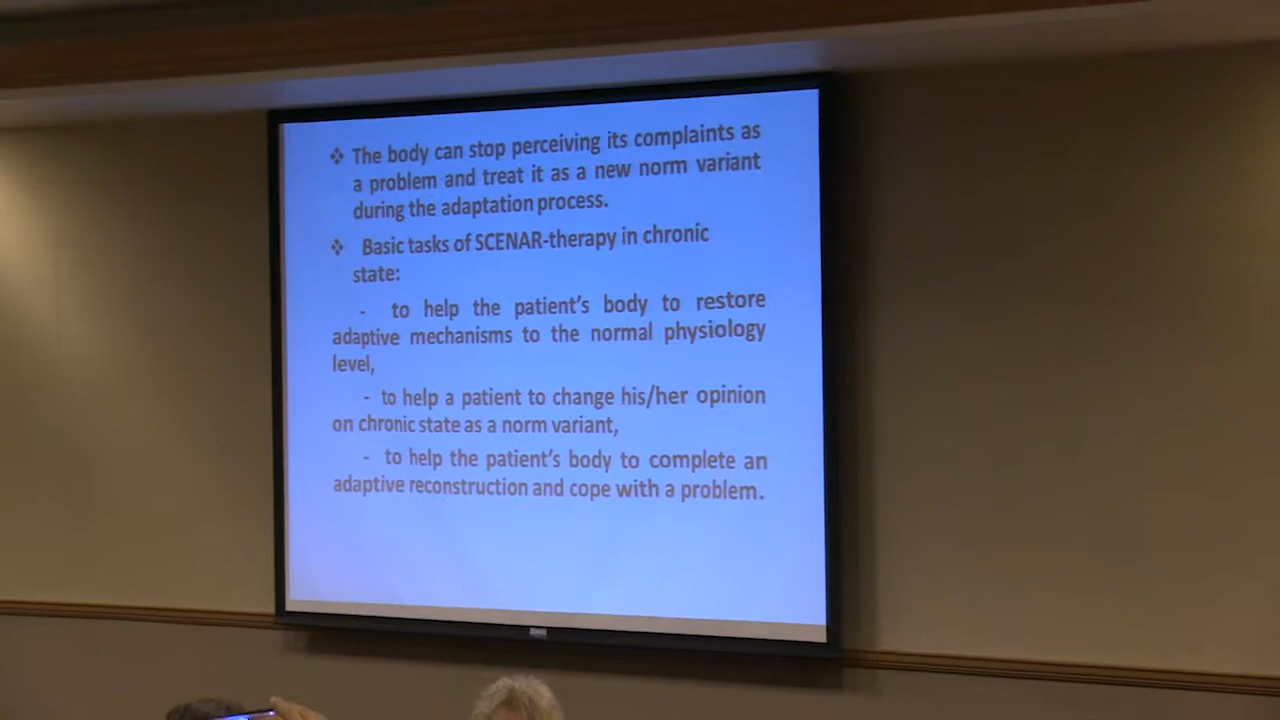 ❖ The body can stop perceiving its complaints as
a problem and treat it as a new norm variant
during the adaptation process.
❖ Basic tasks of SCENAR-therapy in chronic
state:
- to help the patient's body to restore
adaptive mechanisms to the normal physiology
level,
- to help a patient to change his/her opinion
on chronic state as a norm variant,
- to help the patient's body to complete an
adaptive reconstruction and cope with a problem.